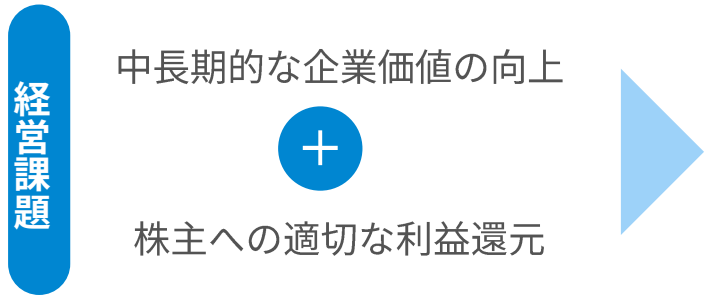 経営課題
中長期的な企業価値の向上
+
株主への適切な利益還元